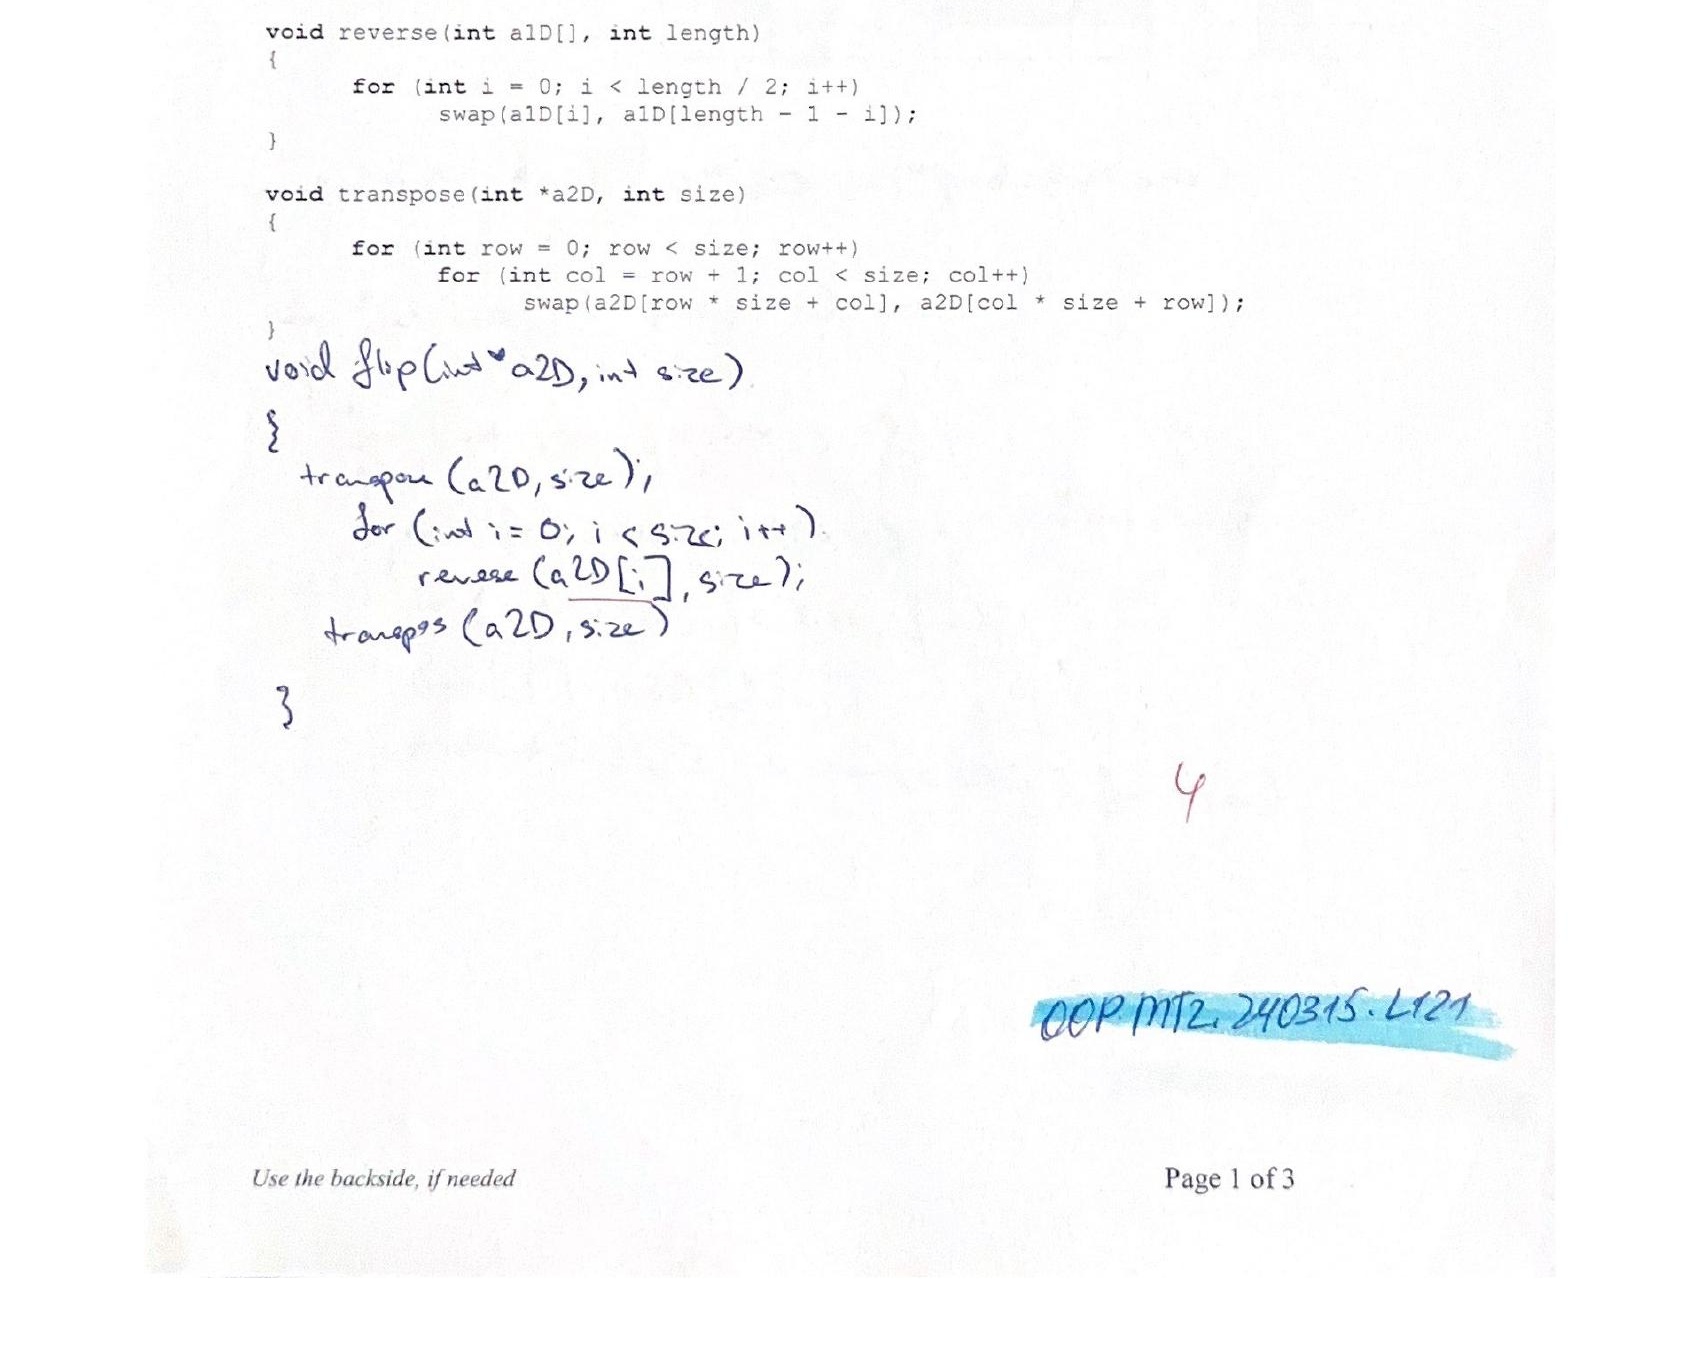 void reverse(int a1D[], int length)
{
for (int i = 0; i < length / 2; i++)
swap(a1D[i], a1D[length - 1 - i]);
}
void transpose(int *a2D, int size)
{
for (int row = 0; row < size; row++)
for (int col = row + 1; col < size; col++)
swap(a2D[row * size + col], a2D[col * size + row]);
}
void flip(int * a2D, int size)
{
transpose (a2D, size);
for (int i = 0; i < size; i++)
reverse (a2D[i], size);
transpos (a2D, size)
}
4
OOP.MT2.240315.L121
Use the backside, if needed
Page 1 of 3